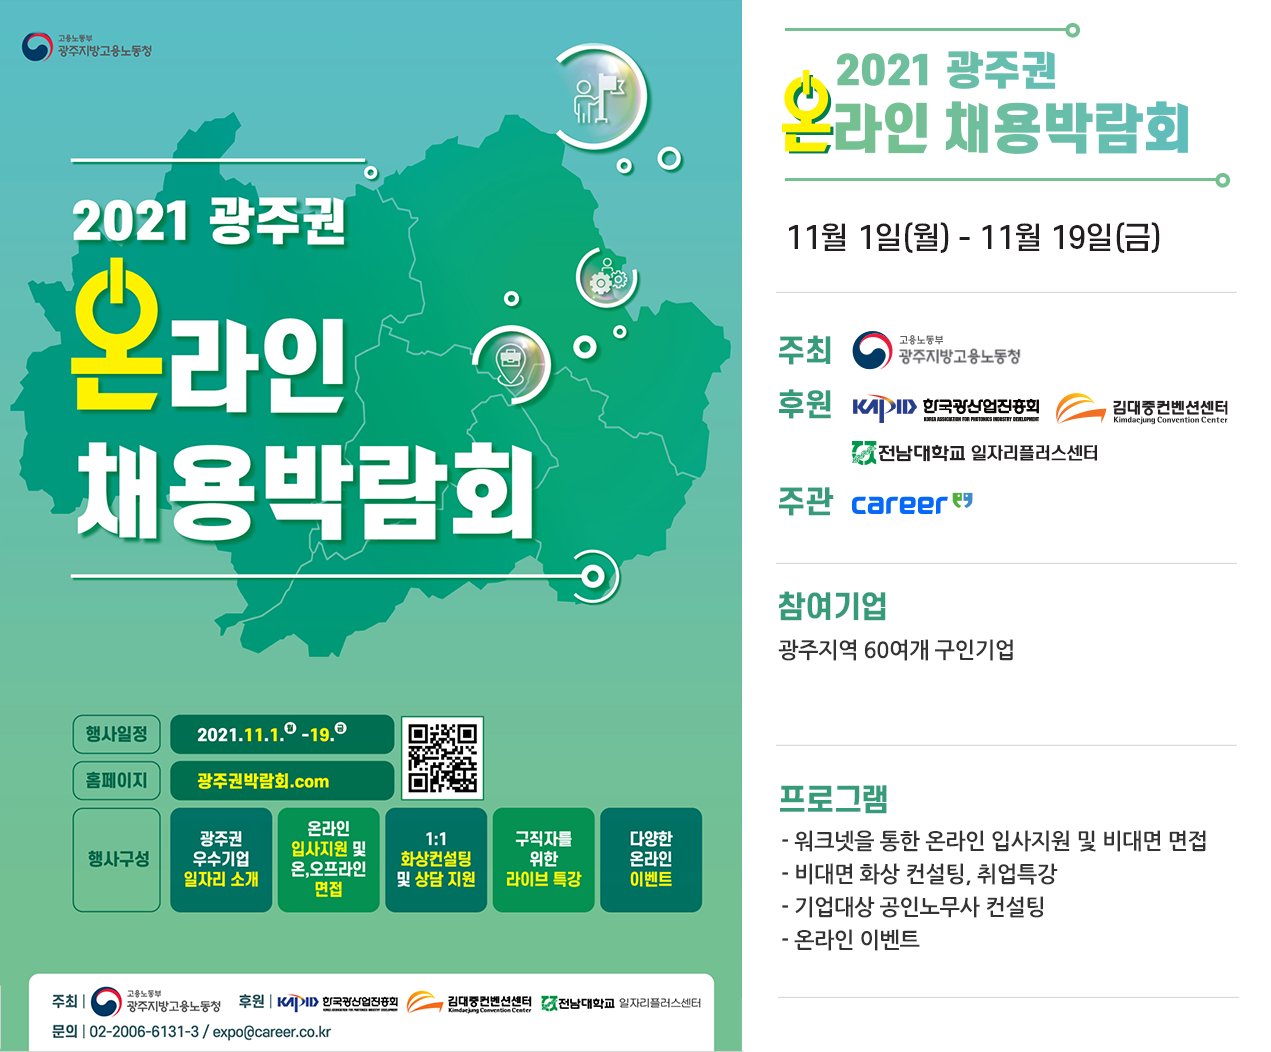 고용노동부
광주지방고용노동청
2021 광주권
온라인
채용박람회
행사일정
2021.11.1.월 -19.금
홈페이지
광주권박람회.com
행사구성
광주권
우수기업
일자리 소개
온라인
입사지원 및
온,오프라인
면접
1:1
화상컨설팅
및 상담 지원
구직자를
위한
라이브 특강
다양한
온라인
이벤트
주최 | 고용노동부 광주지방고용노동청 후원 | KAPID 한국광산업진흥회 KOREA ASSOCIATION FOR PHOTONICS INDUSTRY DEVELOPMENT 김대중컨벤션센터 Kimdaejung Convention Center 전남대학교 일자리플러스센터
문의 | 02-2006-6131-3 / expo@career.co.kr
2021 광주권
온라인 채용박람회
11월 1일(월) - 11월 19일(금)
주최 고용노동부 광주지방고용노동청
후원 KAPID 한국광산업진흥회 KOREA ASSOCIATION FOR PHOTONICS INDUSTRY DEVELOPMENT 김대중컨벤션센터 Kimdaejung Convention Center
전남대학교 일자리플러스센터
주관 career
참여기업
광주지역 60여개 구인기업
프로그램
- 워크넷을 통한 온라인 입사지원 및 비대면 면접
- 비대면 화상 컨설팅, 취업특강
- 기업대상 공인노무사 컨설팅
- 온라인 이벤트